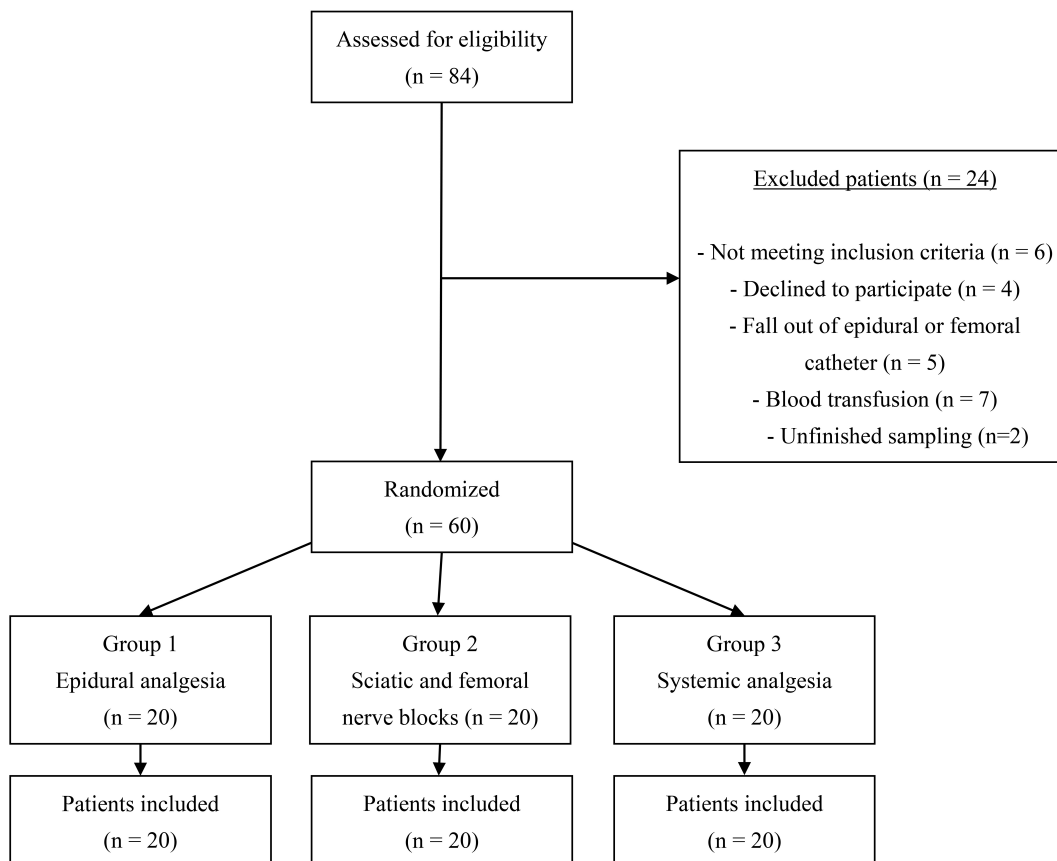 Assessed for eligibility
(n = 84)
Excluded patients (n = 24)
- Not meeting inclusion criteria (n = 6)
- Declined to participate (n = 4)
- Fall out of epidural or femoral
catheter (n = 5)
- Blood transfusion (n = 7)
- Unfinished sampling (n=2)
Randomized
(n = 60)
Group 1
Epidural analgesia
(n = 20)
Group 2
Sciatic and femoral
nerve blocks (n = 20)
Group 3
Systemic analgesia
(n = 20)
Patients included
(n = 20)
Patients included
(n = 20)
Patients included
(n = 20)